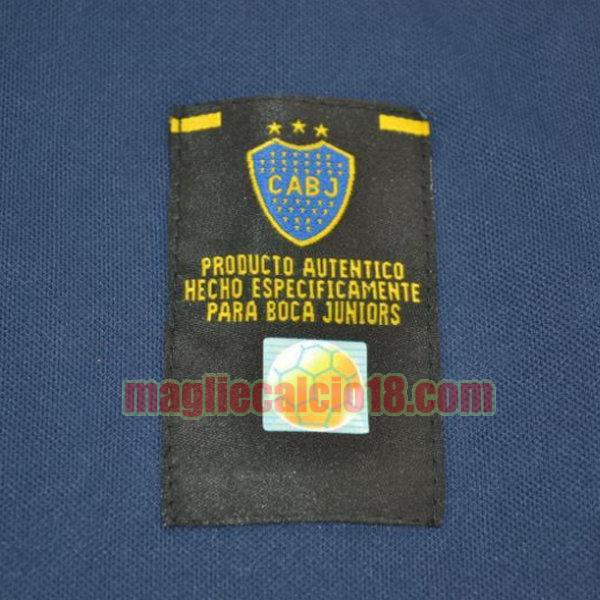 CABJ
PRODUCTO AUTENTICO
HECHO ESPECIFICAMENTE
PARA BOCA JUNIORS
magliecalcio18.com